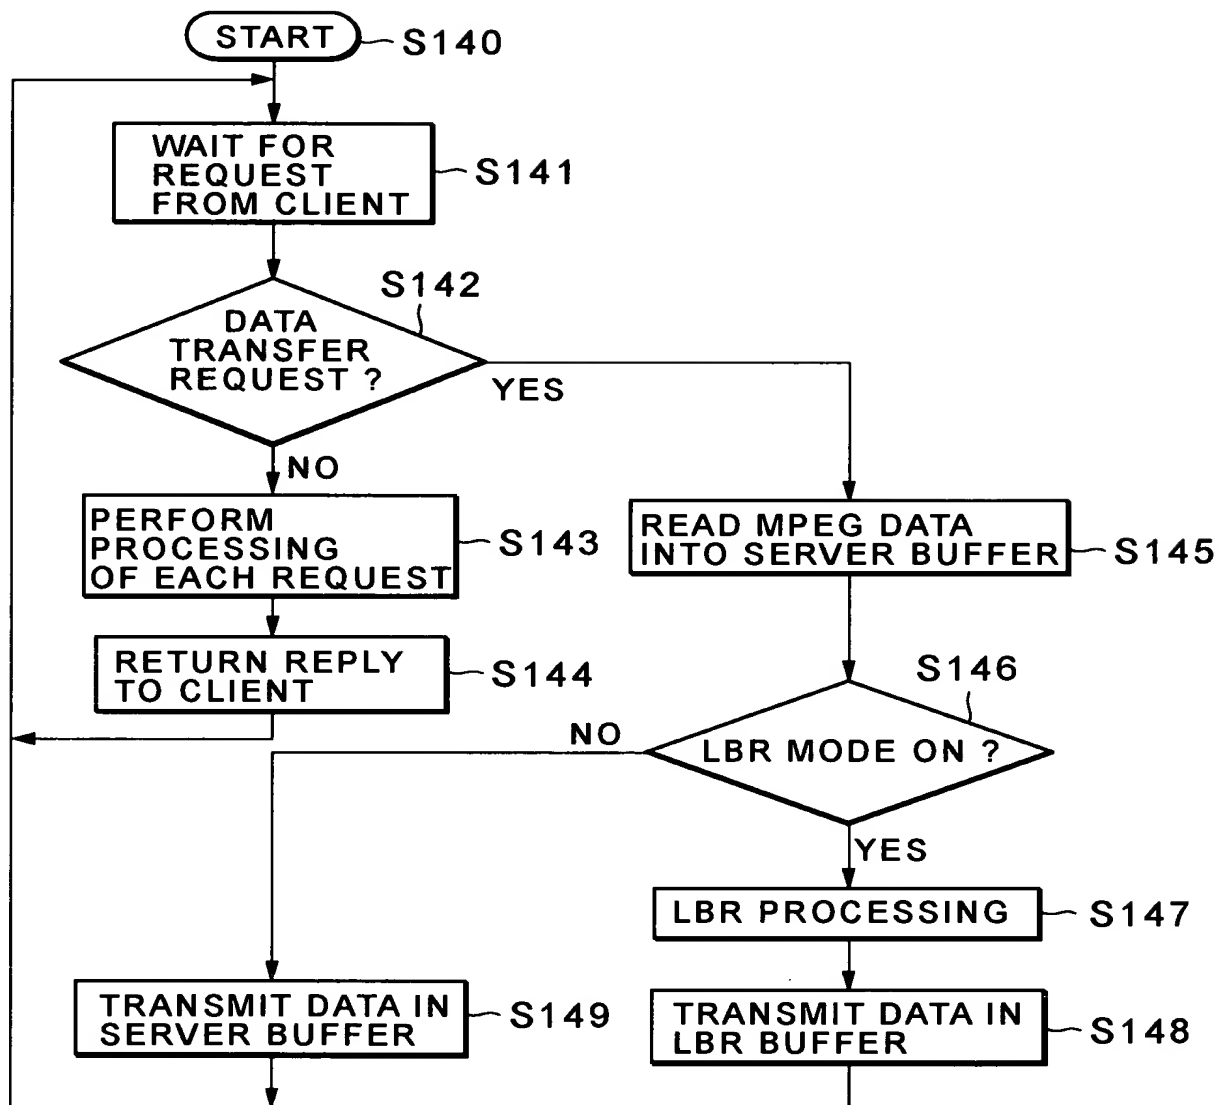 START
S140
WAIT FOR
REQUEST
FROM CLIENT
S141
S142
DATA
TRANSFER
REQUEST ?
YES
NO
PERFORM
PROCESSING
OF EACH REQUEST
S143
READ MPEG DATA
INTO SERVER BUFFER
S145
RETURN REPLY
TO CLIENT
S144
S146
NO
LBR MODE ON ?
YES
LBR PROCESSING
S147
TRANSMIT DATA IN
SERVER BUFFER
S149
TRANSMIT DATA IN
LBR BUFFER
S148